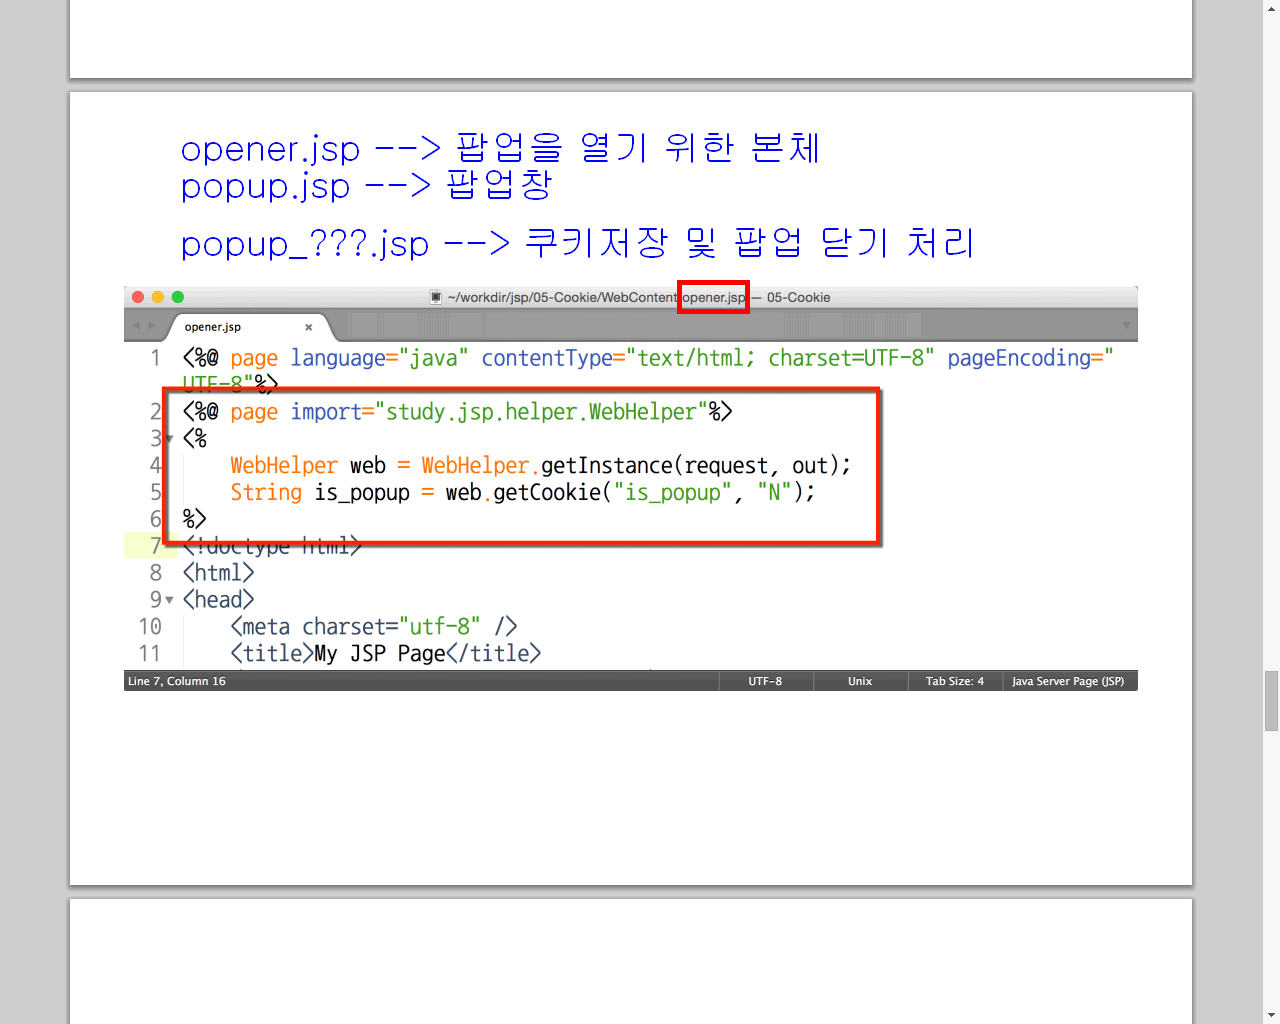 opener.jsp --> 팝업을 열기 위한 본체
popup.jsp --> 팝업창
popup_???.jsp --> 쿠키저장 및 팝업 닫기 처리
~/workdir/jsp/05-Cookie/WebContent/opener.jsp — 05-Cookie
opener.jsp ×
1 <%@ page language="java" contentType="text/html; charset=UTF-8" pageEncoding="
UTF-8"%>
2 <%@ page import="study.jsp.helper.WebHelper"%>
3 <%
4 WebHelper web = WebHelper.getInstance(request, out);
5 String is_popup = web.getCookie("is_popup", "N");
6 %>
7 <!doctype html>
8 <html>
9 <head>
10 <meta charset="utf-8" />
11 <title>My JSP Page</title>
Line 7, Column 16 UTF-8 Unix Tab Size: 4 Java Server Page (JSP)